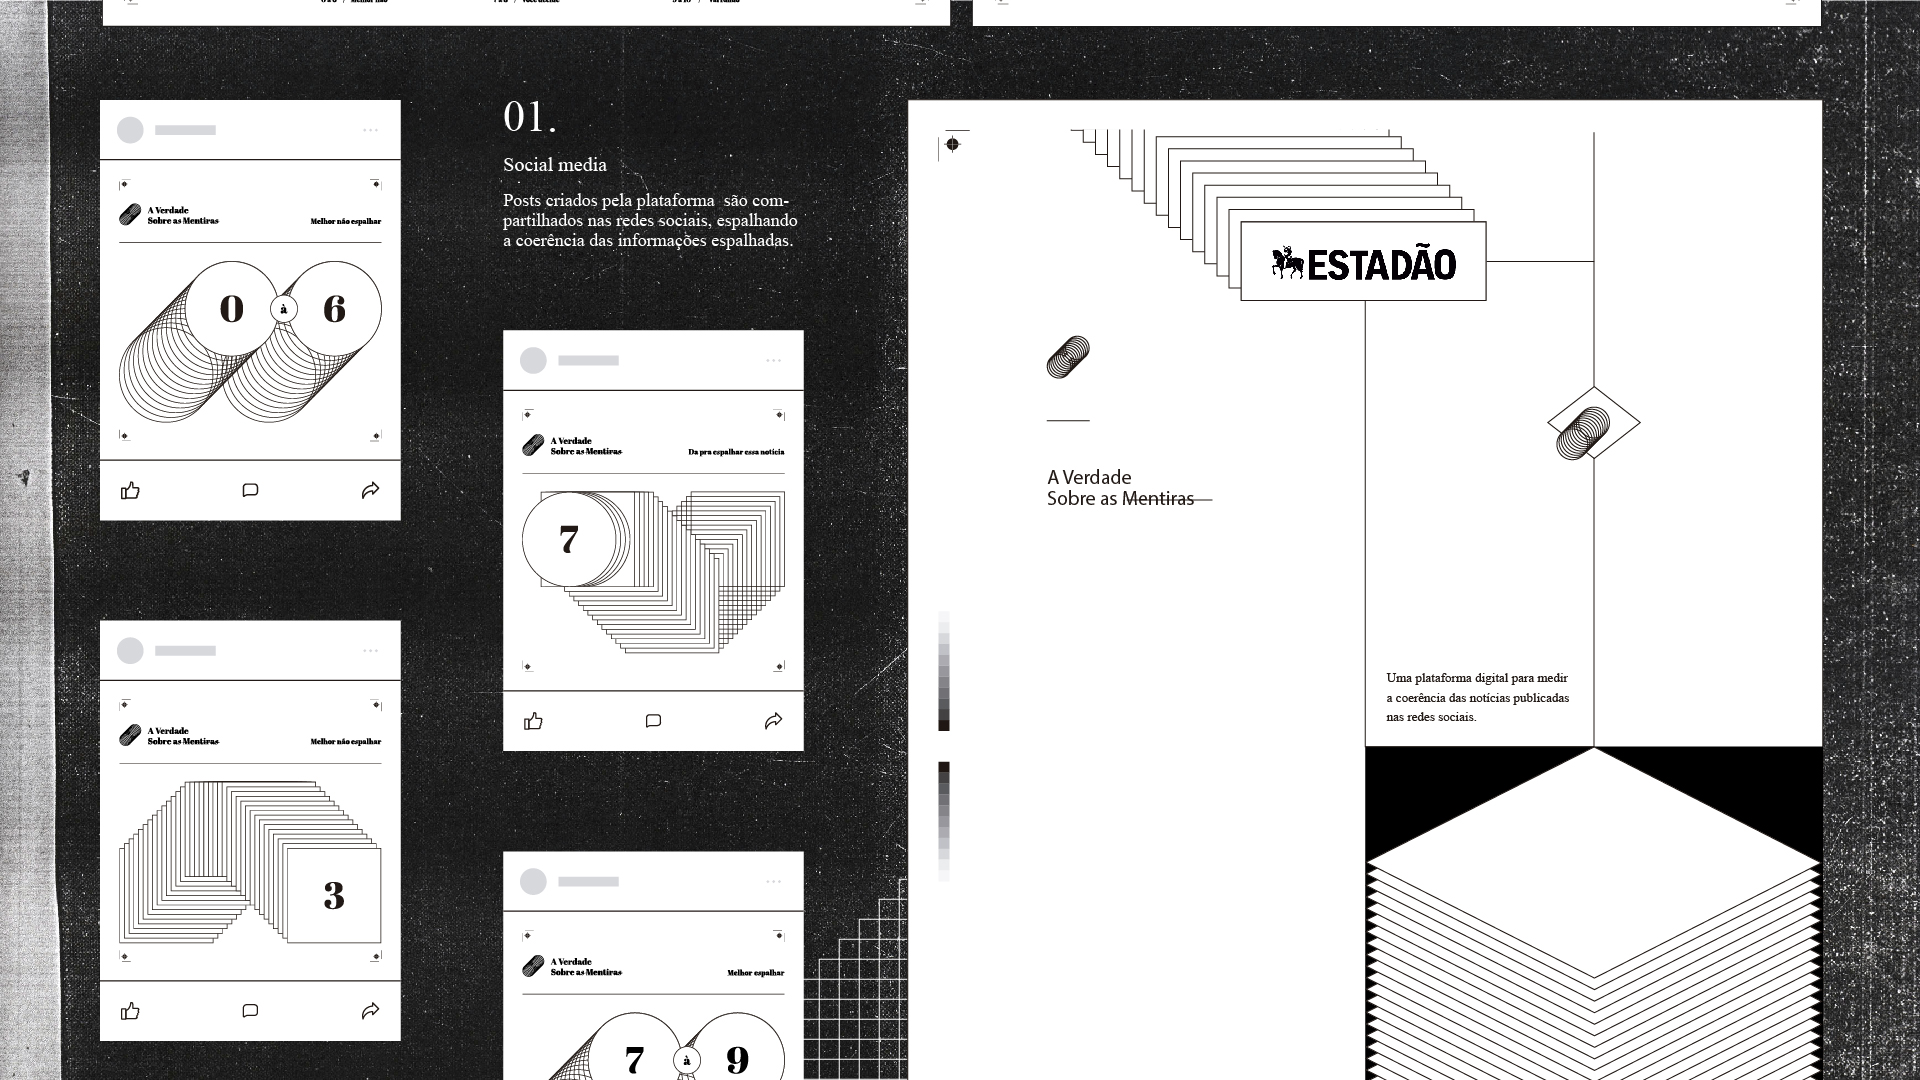 A Verdade
Sobre as Mentiras
Melhor não espalhar
0 à 6
01.
Social media
Posts criados pela plataforma são com-
partilhados nas redes sociais, espalhando
a coerência das informações espalhadas.
A Verdade
Sobre as Mentiras
Da pra espalhar essa notícia
7
A Verdade
Sobre as Mentiras
Melhor não espalhar
3
A Verdade
Sobre as Mentiras
Melhor espalhar
7 à 9
ESTADÃO
A Verdade
Sobre as Mentiras
Uma plataforma digital para medir
a coerência das notícias publicadas
nas redes sociais.